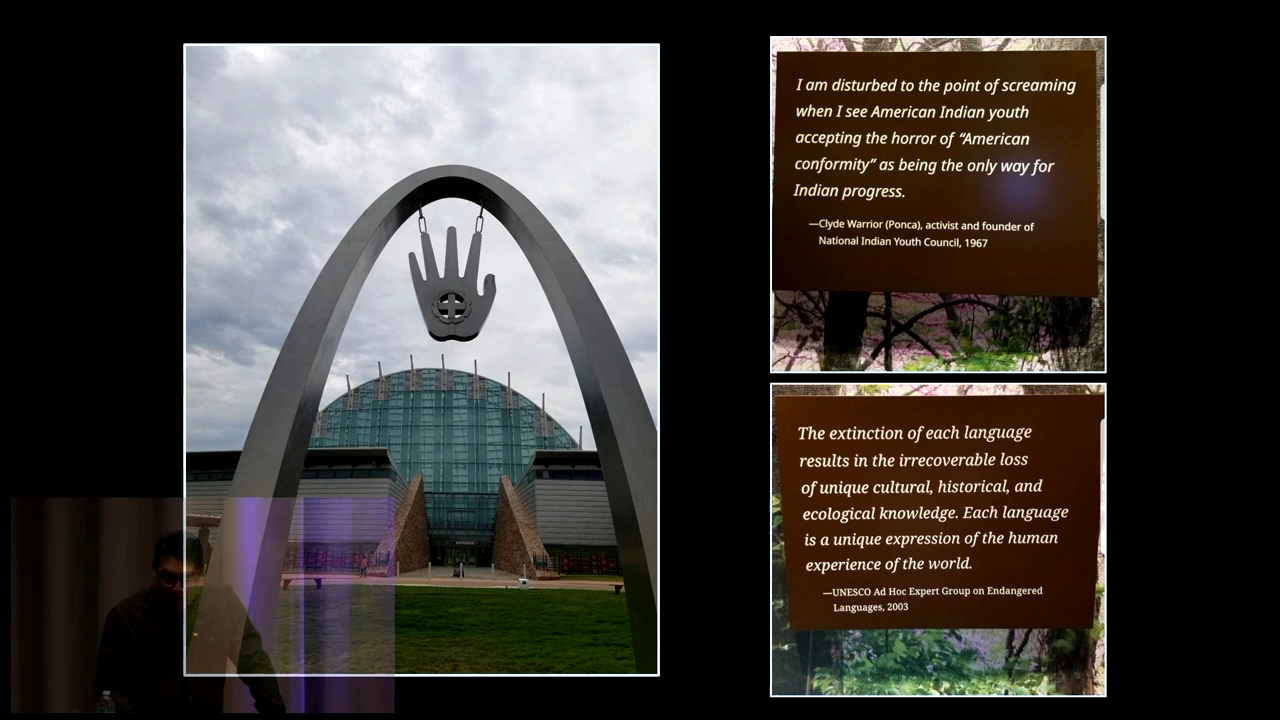 I am disturbed to the point of screaming
when I see American Indian youth
accepting the horror of “American
conformity” as being the only way for
Indian progress.
—Clyde Warrior (Ponca), activist and founder of
National Indian Youth Council, 1967
The extinction of each language
results in the irrecoverable loss
of unique cultural, historical, and
ecological knowledge. Each language
is a unique expression of the human
experience of the world.
—UNESCO Ad Hoc Expert Group on Endangered
Languages, 2003
ENTRANCE